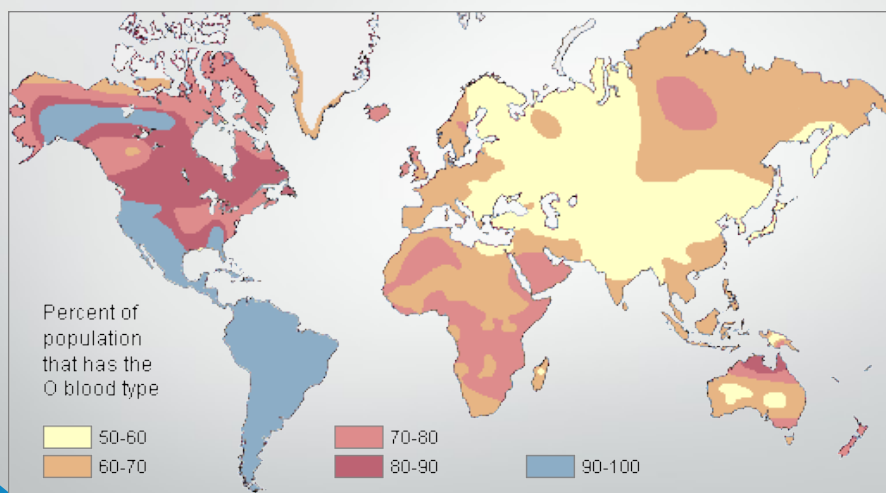 Percent of
population
that has the
O blood type
50-60
60-70
70-80
80-90
90-100